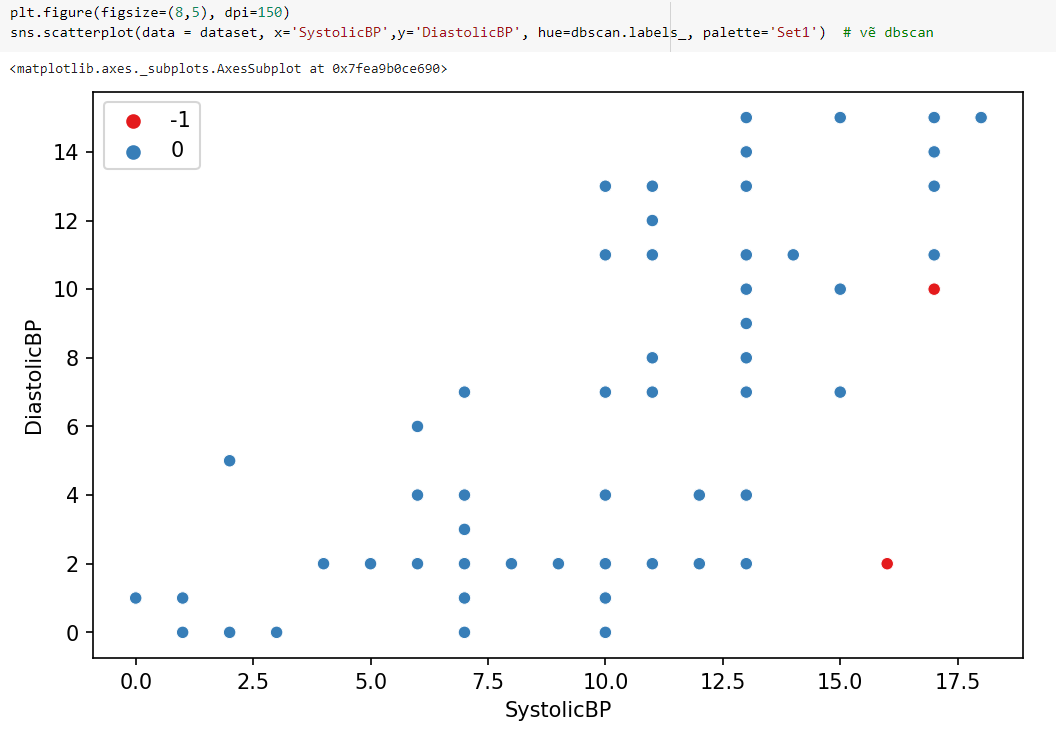 plt.figure(figsize=(8,5), dpi=150)
sns.scatterplot(data = dataset, x='SystolicBP',y='DiastolicBP', hue=dbscan.labels_, palette='Set1')  # vẽ dbscan
<matplotlib.axes._subplots.AxesSubplot at 0x7fea9b0ce690>
-1
0
14
12
10
8
6
4
2
0
DiastolicBP
0.0 2.5 5.0 7.5 10.0 12.5 15.0 17.5
SystolicBP